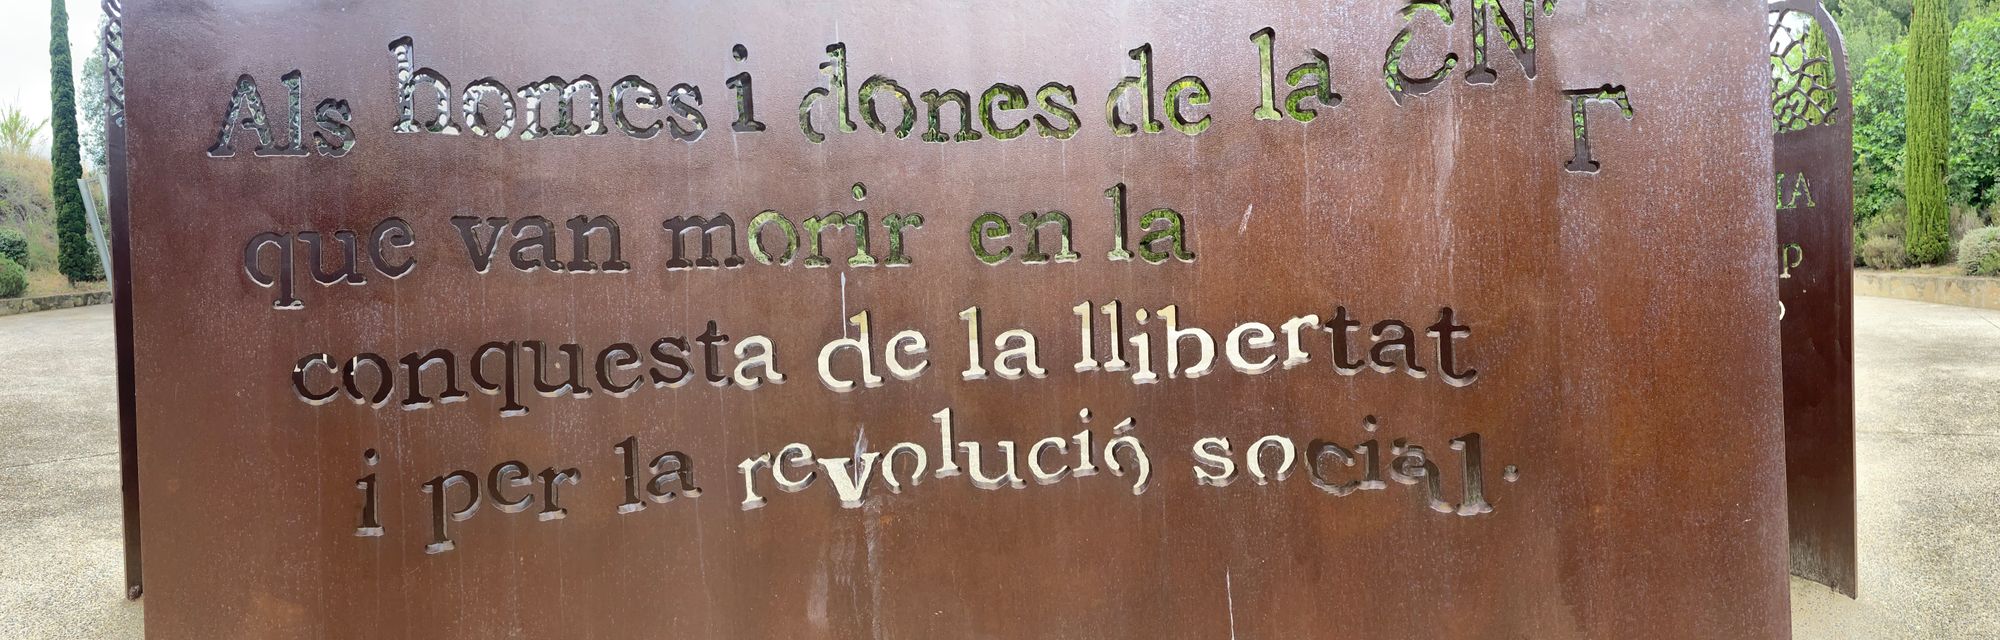 Als homes i dones de la CNT
que van morir en la
conquesta de la llibertat
i per la revolució social.